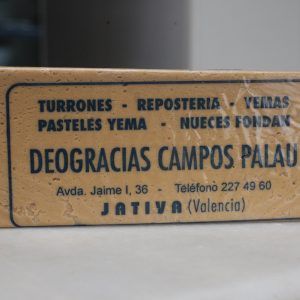 TURRONES - REPOSTERIA - YEMAS
PASTELES YEMA - NUECES FONDAN
DEOGRACIAS CAMPOS PALAU
Avda. Jaime I, 36 - Teléfono 227 49 60
JATIVA (Valencia)